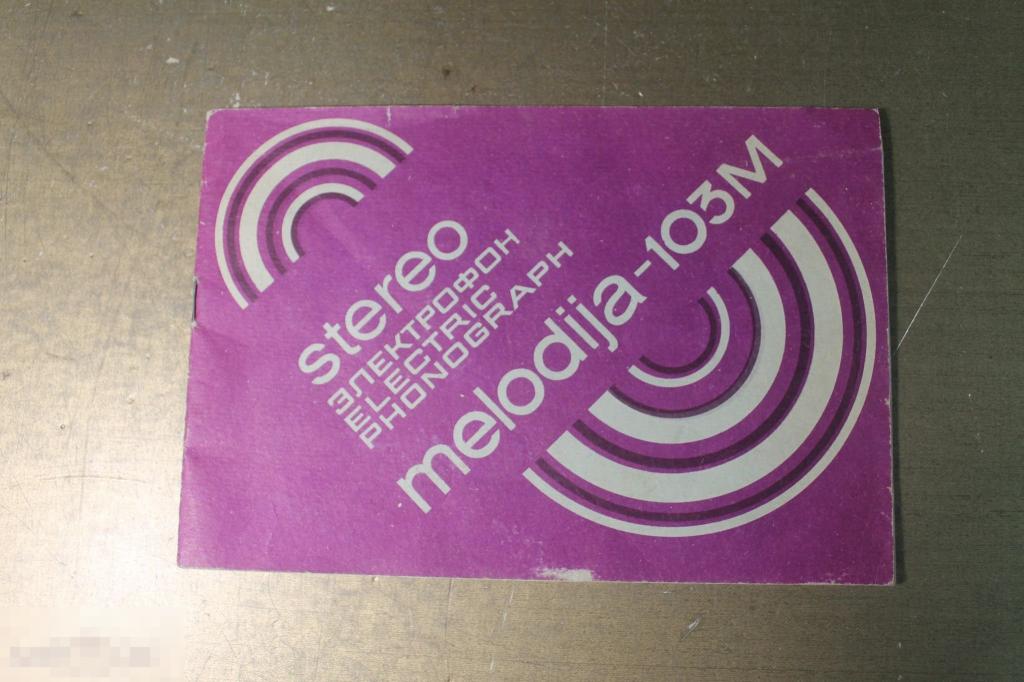 stereo
ЭЛЕКТРОФОН
ELECTRIC
PHONOGRAPH
melodija-103M